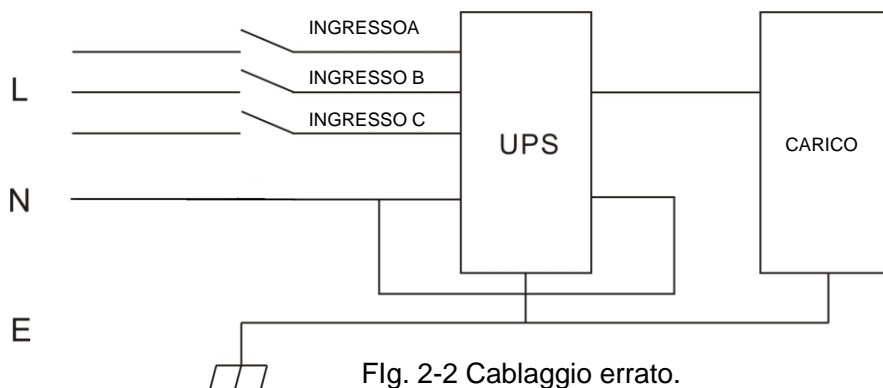 INGRESSOA
L
INGRESSO B
INGRESSO C
UPS
CARICO
N
E
FIg. 2-2 Cablaggio errato.